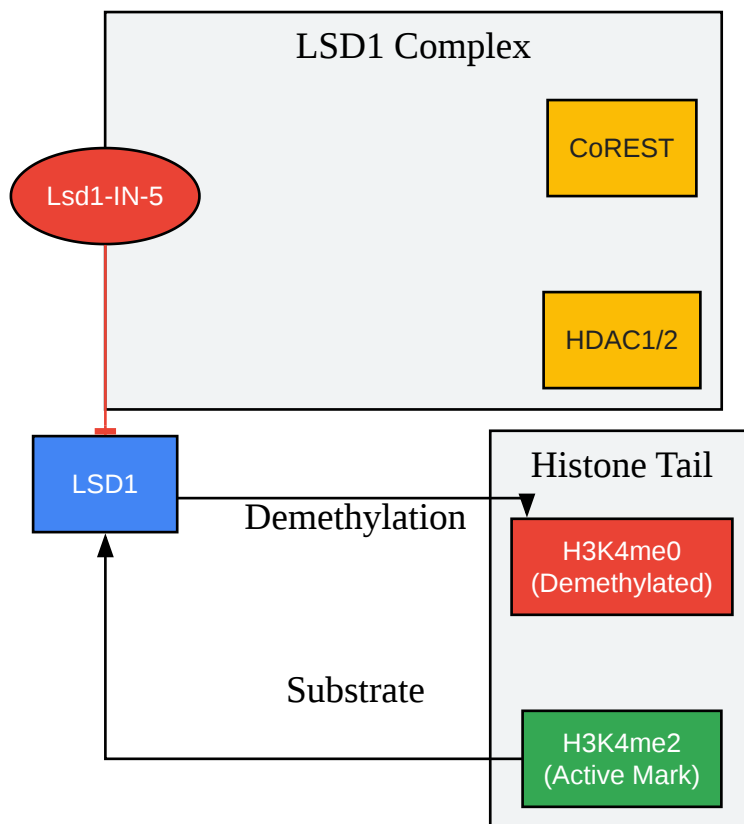 LSD1 Complex
CoREST
Lsd1-IN-5
HDAC1/2
LSD1
Histone Tail
Demethylation
H3K4me0
(Demethylated)
Substrate
H3K4me2
(Active Mark)